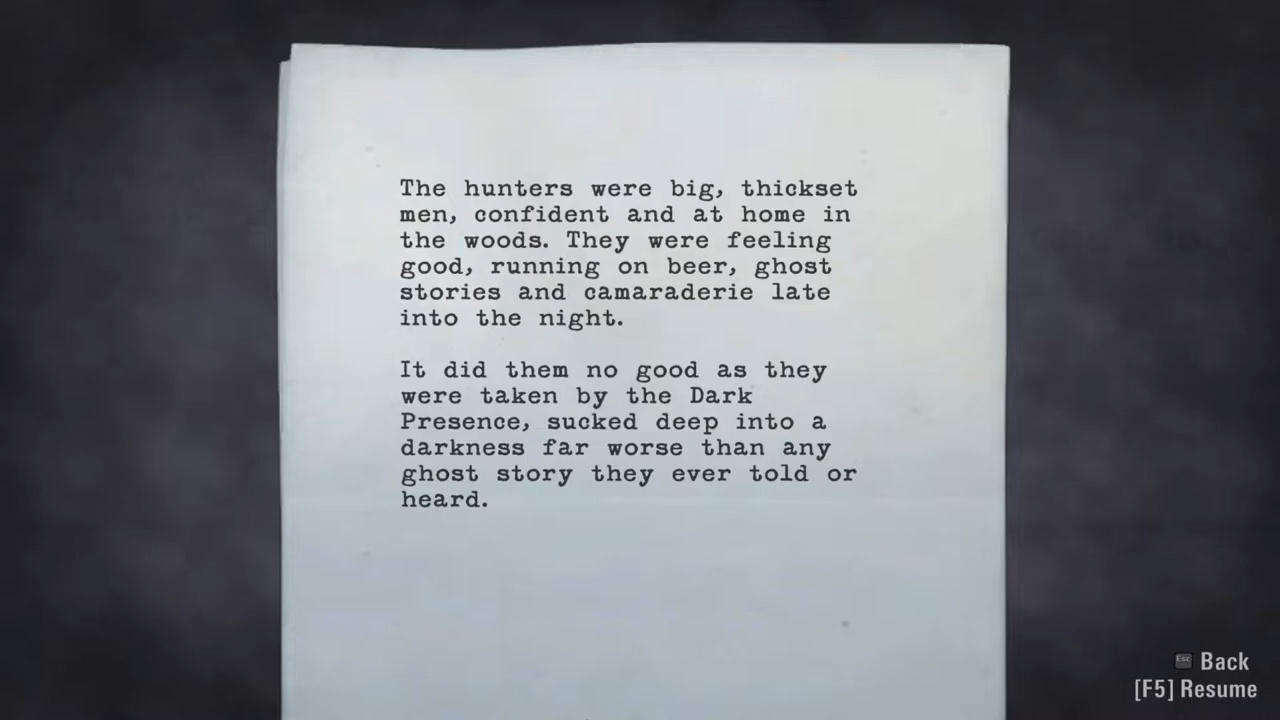 The hunters were big, thickset
men, confident and at home in
the woods. They were feeling
good, running on beer, ghost
stories and camaraderie late
into the night.
It did them no good as they
were taken by the Dark
Presence, sucked deep into a
darkness far worse than any
ghost story they ever told or
heard.
Esc Back
[F5] Resume